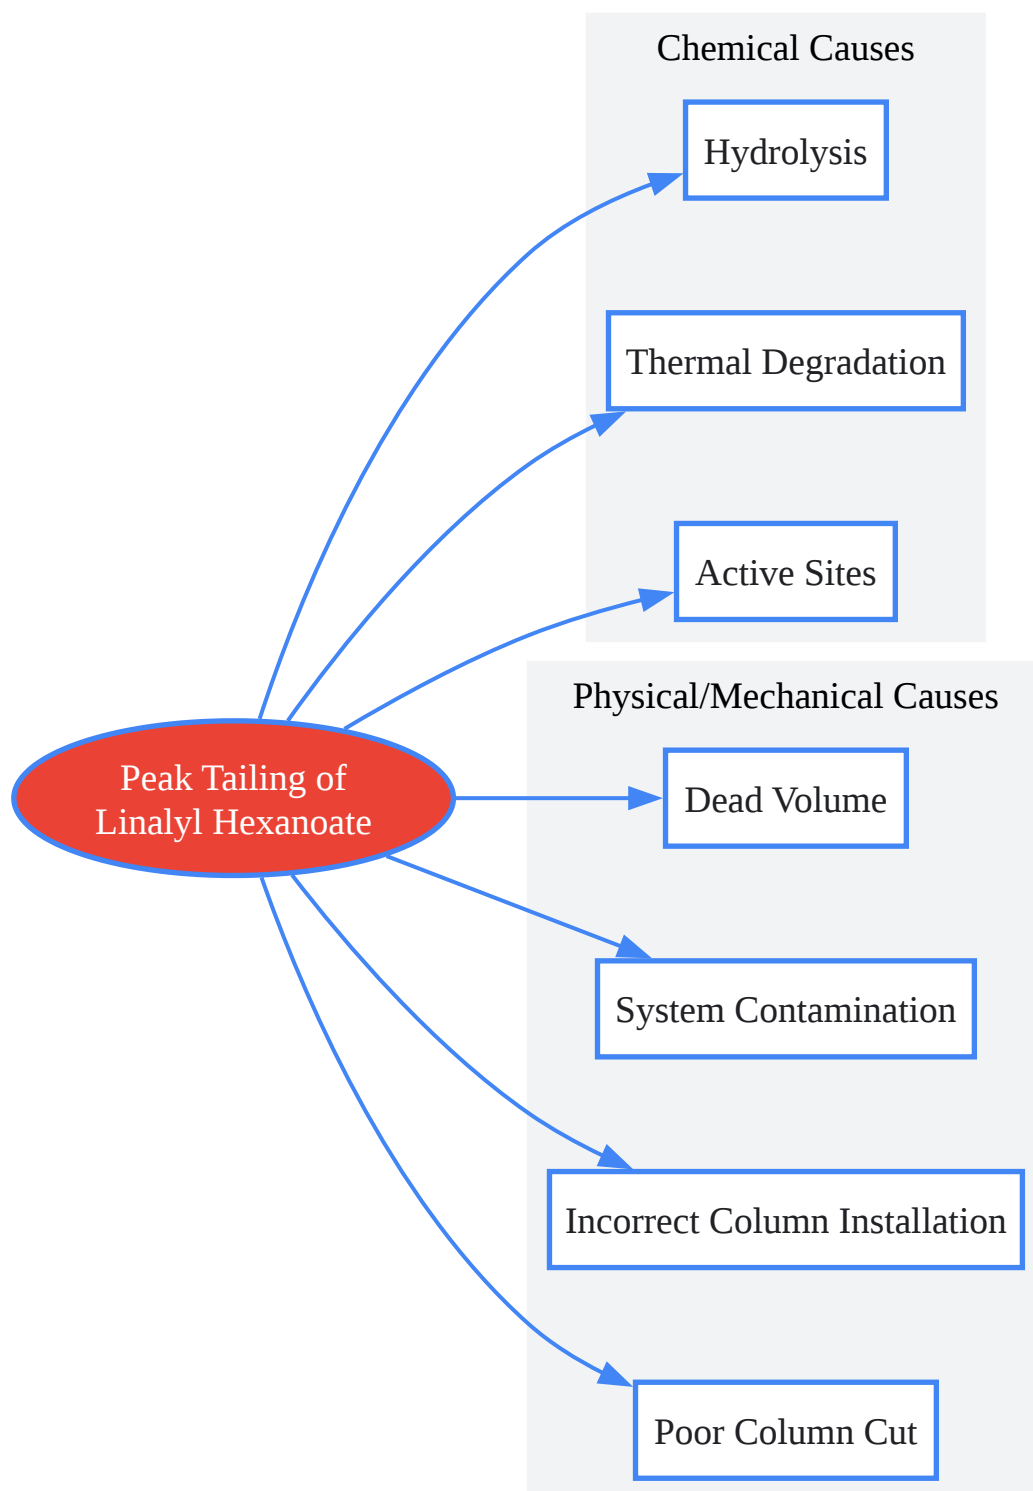 Chemical Causes
Hydrolysis
Thermal Degradation
Active Sites
Physical/Mechanical Causes
Peak Tailing of
Linalyl Hexanoate
Dead Volume
System Contamination
Incorrect Column Installation
Poor Column Cut